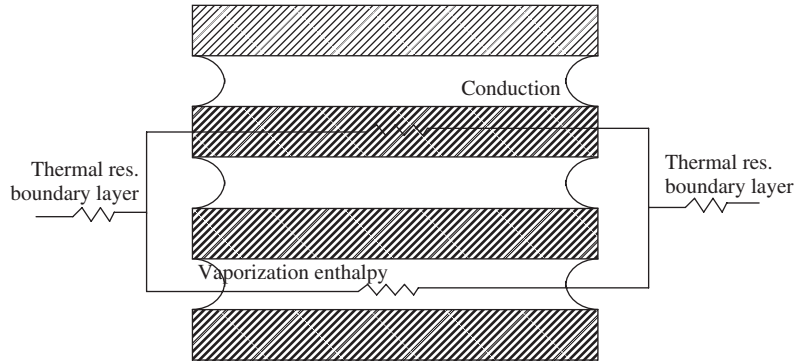 Conduction
Thermal res.
boundary layer
Thermal res.
boundary layer
Vaporization enthalpy